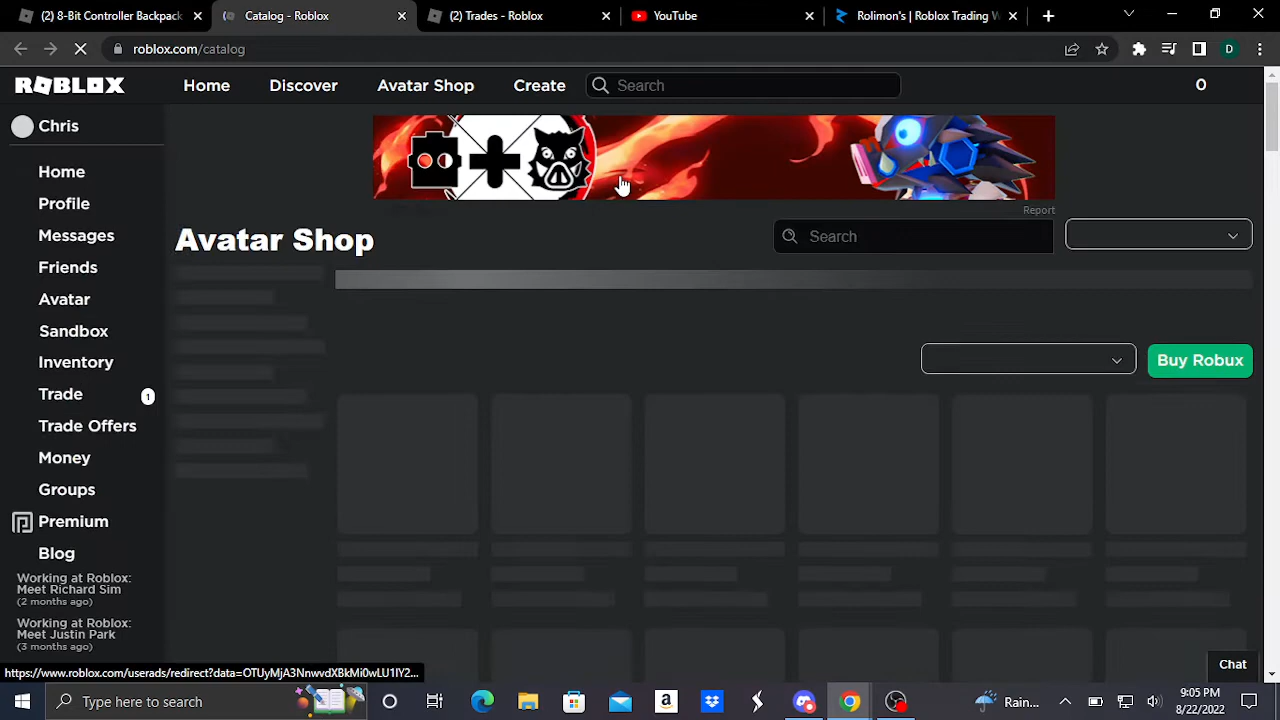 (2) 8-Bit Controller Backpack
Catalog - Roblox
(2) Trades - Roblox
YouTube
Rolimon's | Roblox Trading W
roblox.com/catalog
D
ROBLOX
Home
Discover
Avatar Shop
Create
Search
0
Chris
Home
Profile
Messages
Friends
Avatar
Sandbox
Inventory
Trade
1
Trade Offers
Money
Groups
Premium
Blog
Working at Roblox:
Meet Richard Sim
(2 months ago)
Working at Roblox:
Meet Justin Park
(3 months ago)
Report
Avatar Shop
Search
Buy Robux
Chat
https://www.roblox.com/userads/redirect?data=OTUyMjA3NnwvdXBkMi0wLU1IY2...
Type here to search
Rain...
9:05 PM
8/22/2022